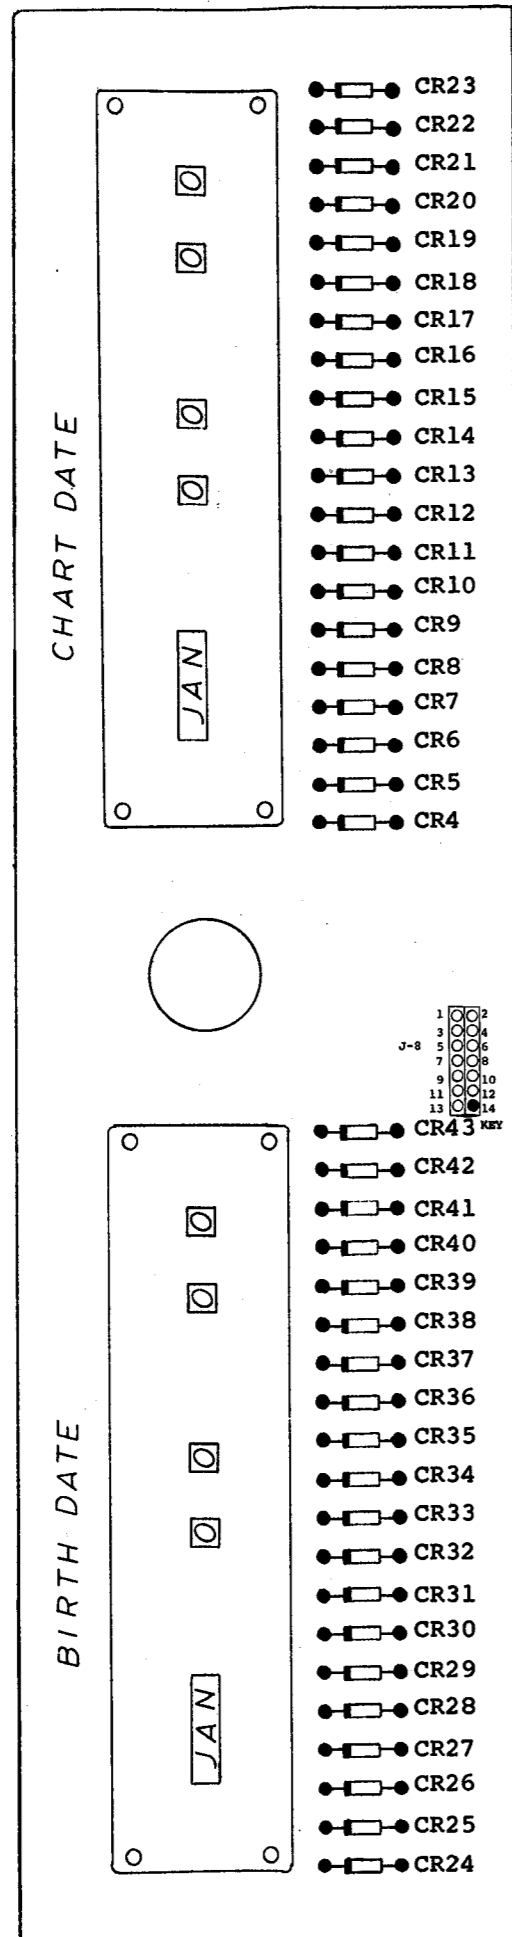 CR23
CR22
CR21
CR20
CR19
CR18
CR17
CR16
CR15
CR14
CR13
CR12
CR11
CR10
CR9
CR8
CR7
CR6
CR5
CR4
CHART DATE
0
0
0
0
JAN
1 2
3 4
J-8 5 6
7 8
9 10
11 12
13 14
KEY
CR43
CR42
CR41
CR40
CR39
CR38
CR37
CR36
CR35
CR34
CR33
CR32
CR31
CR30
CR29
CR28
CR27
CR26
CR25
CR24
BIRTH DATE
0
0
0
0
JAN